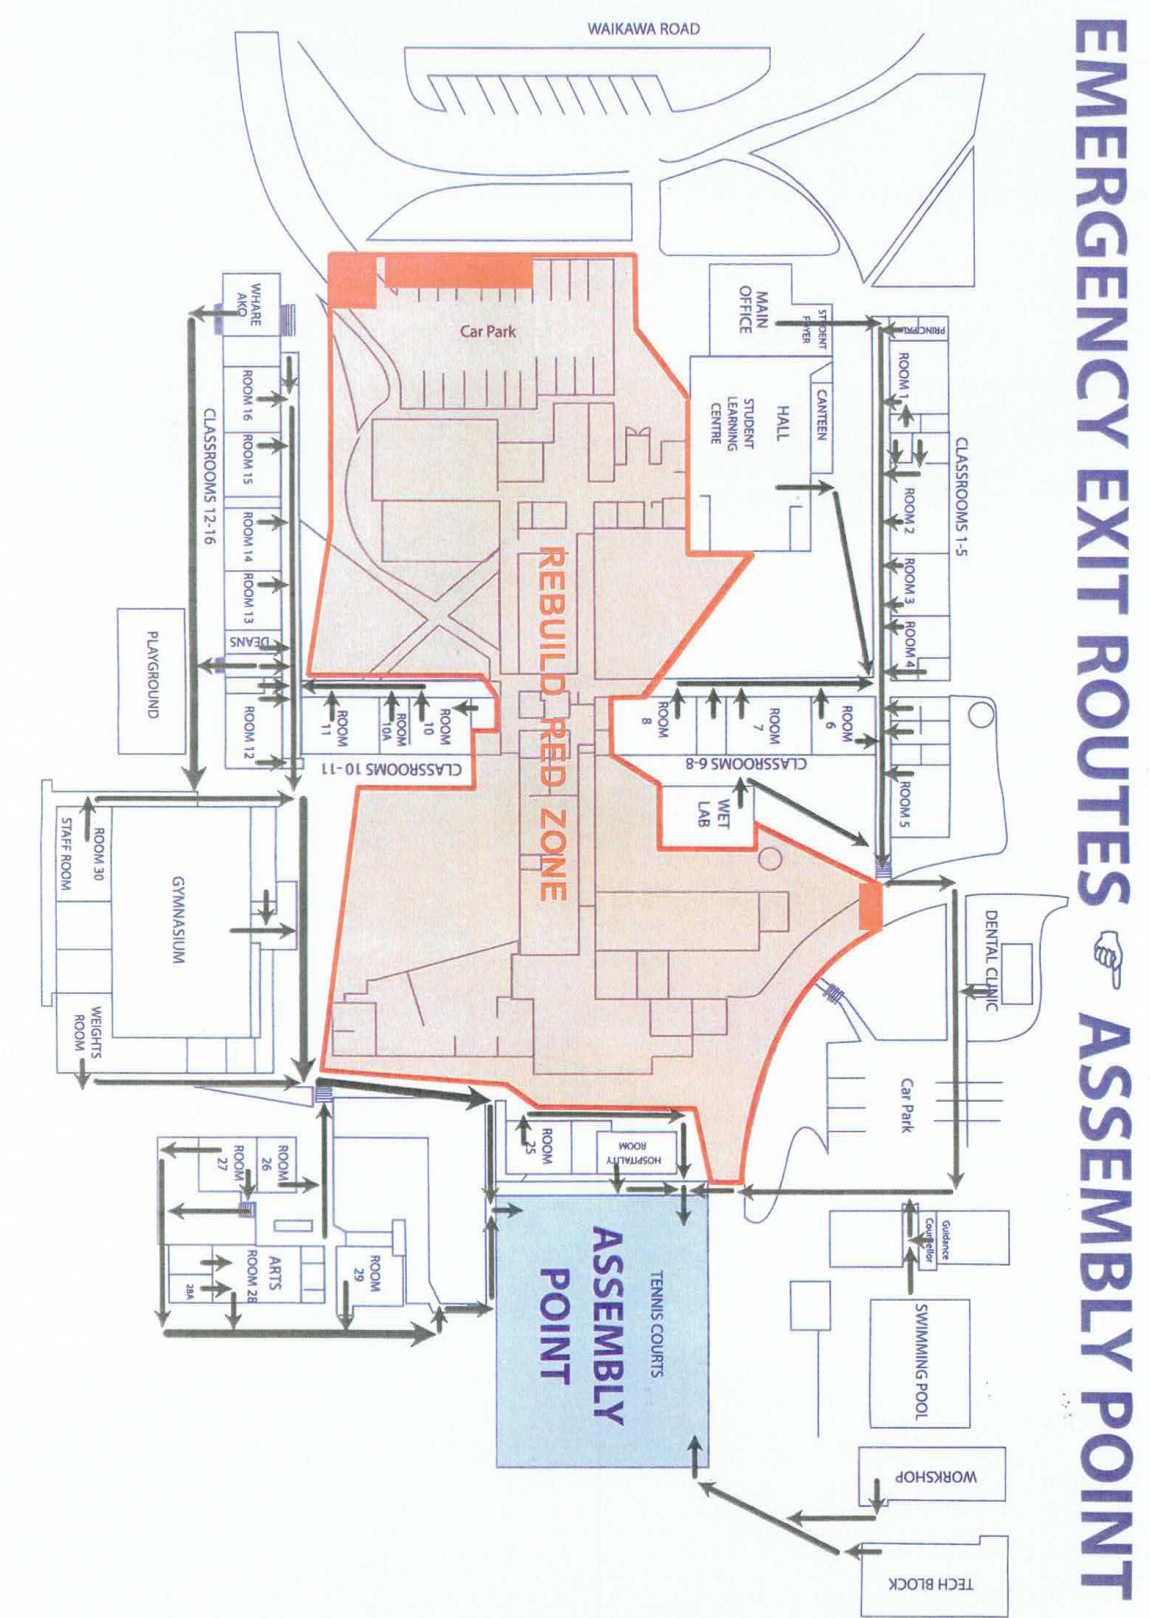 EMERGENCY EXIT ROUTES ☞ ASSEMBLY POINT
WAIKAWA ROAD
Car Park
MAIN
OFFICE
STUDENT
PRINCIPAL
ROOM 1
HALL
CANTEEN
STUDENT
LEARNING
CENTRE
CLASSROOMS 1-5
ROOM 2
ROOM 3
ROOM 4
ROOM 5
WHARE
AKO
ROOM 16
ROOM 15
ROOM 14
ROOM 13
DEANS
ROOM 12
CLASSROOMS 12-16
PLAYGROUND
ROOM
11
ROOM
10A
ROOM
10
CLASSROOMS 10-11
REBUILD RED ZONE
ROOM
8
ROOM
7
ROOM
6
CLASSROOMS 6-8
WET
LAB
ROOM 30
STAFF ROOM
GYMNASIUM
WEIGHTS
ROOM
DENTAL CLINIC
Car Park
ROOM
25
HOSPITALITY
ROOM
ROOM
27
ROOM
26
ARTS
ROOM 28
28A
ROOM
29
TENNIS COURTS
ASSEMBLY
POINT
Guidance
Counsellor
SWIMMING POOL
WORKSHOP
TECH BLOCK